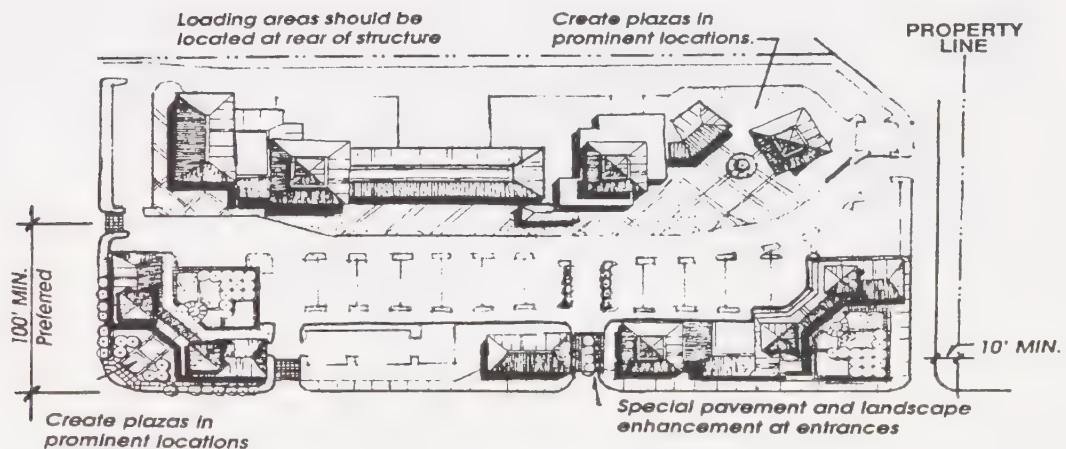 Loading areas should be
located at rear of structure
Create plazas in
prominent locations.
PROPERTY
LINE
100' MIN.
Preferred
10' MIN.
Create plazas in
prominent locations
Special pavement and landscape
enhancement at entrances